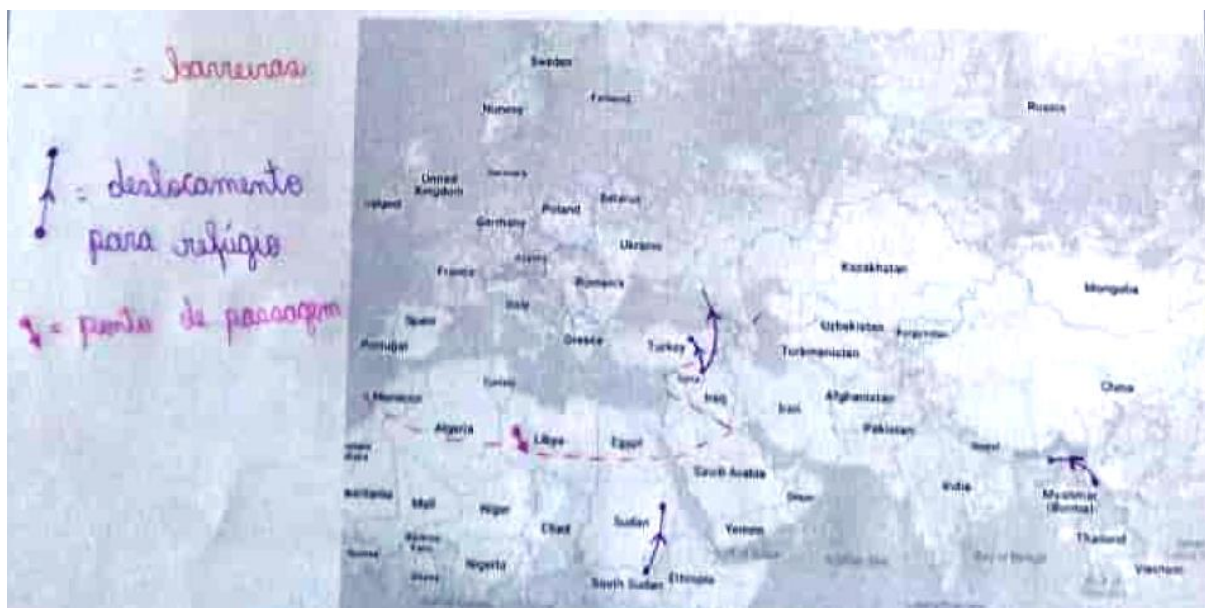 ----- = barreiras
= deslocamento
para refúgio
= ponto de passagem
Sweden
Finland
Norway
Russia
United
Kingdom
Poland
Belarus
Germany
Ukraine
France
Kazakhstan
Mongolia
Romania
Italy
Spain
Portugal
Greece
Turkey
Uzbekistan
Turkmenistan
Syria
Iraq
Iran
Afghanistan
China
Morocco
Algeria
Libya
Egypt
Pakistan
Nepal
Saudi Arabia
Oman
India
Myanmar
(Burma)
Mali
Niger
Chad
Sudan
Yemen
Thailand
Nigeria
South Sudan
Ethiopia
Vietnam